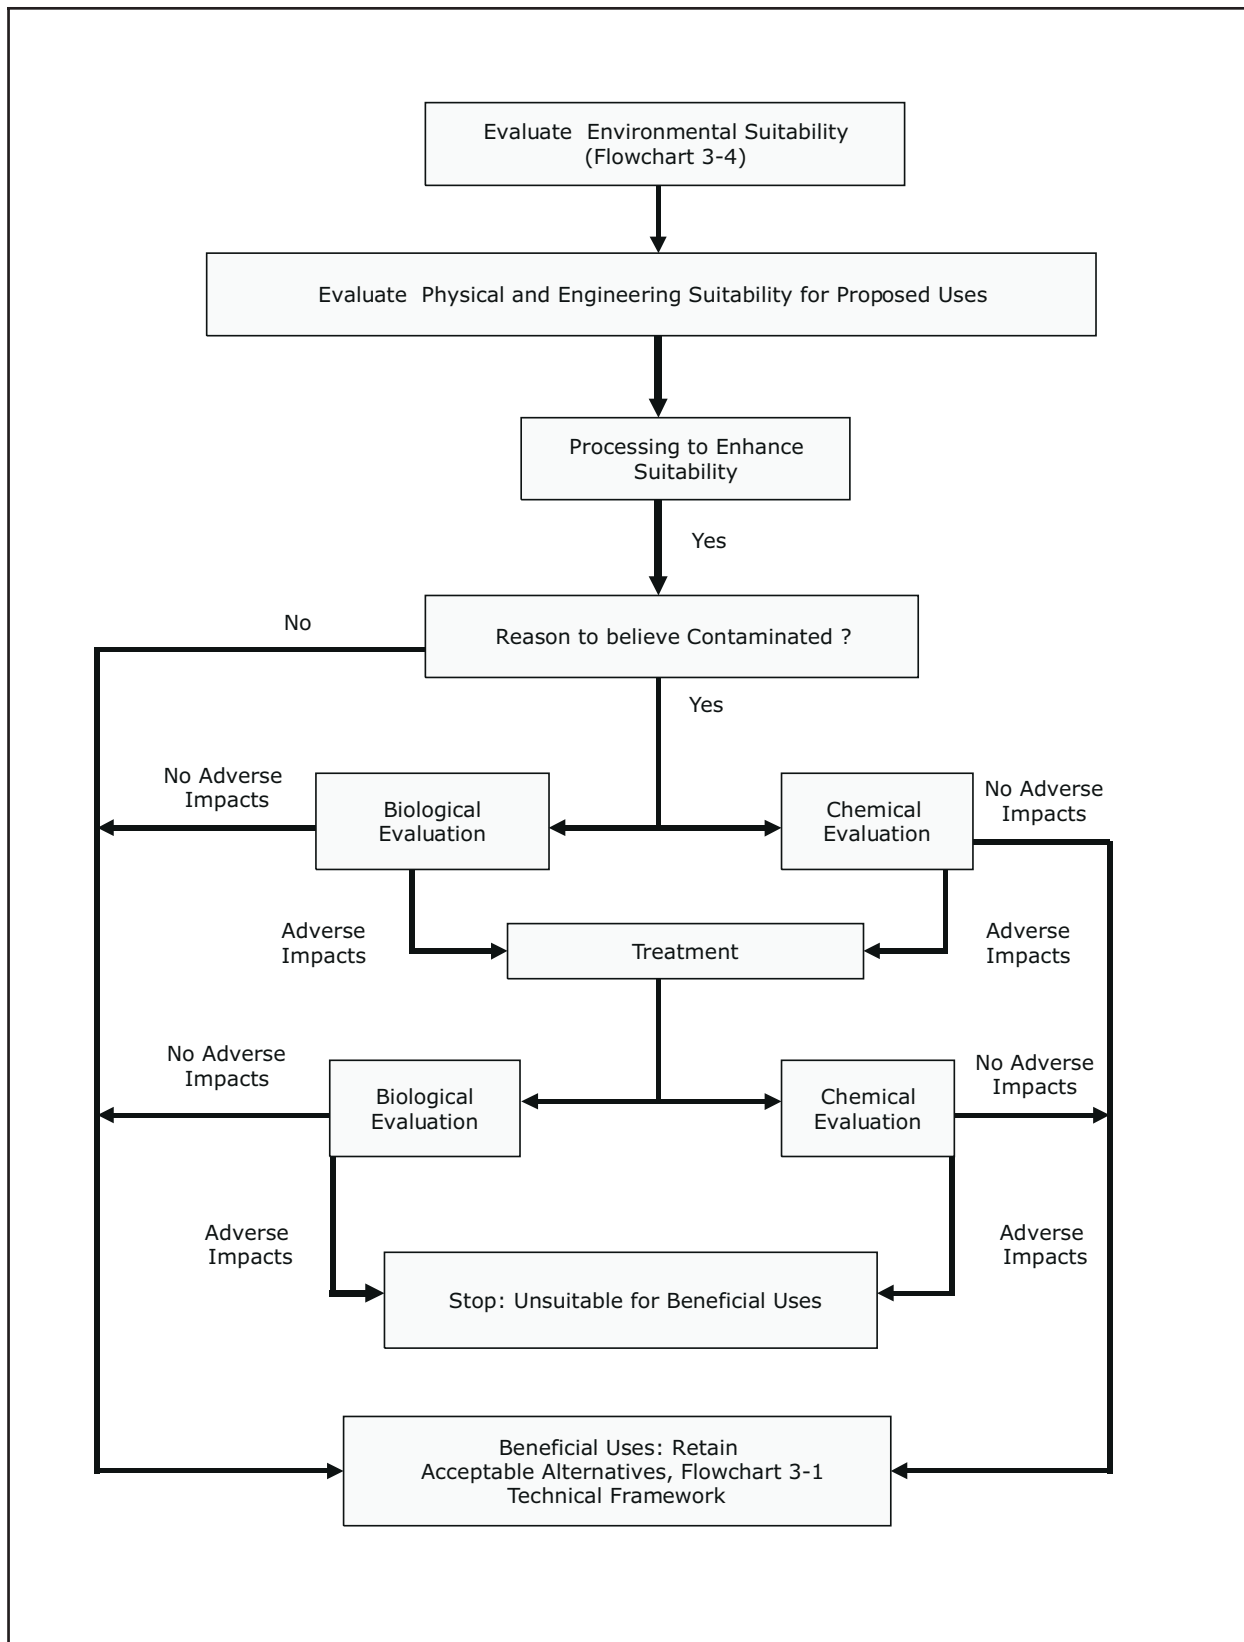 Evaluate Environmental Suitability
(Flowchart 3-4)
Evaluate Physical and Engineering Suitability for Proposed Uses
Processing to Enhance
Suitability
Yes
No
Reason to believe Contaminated ?
Yes
No Adverse
Impacts
Biological
Evaluation
Chemical
Evaluation
No Adverse
Impacts
Adverse
Impacts
Treatment
Adverse
Impacts
No Adverse
Impacts
Biological
Evaluation
Chemical
Evaluation
No Adverse
Impacts
Adverse
Impacts
Adverse
Impacts
Stop: Unsuitable for Beneficial Uses
Beneficial Uses: Retain
Acceptable Alternatives, Flowchart 3-1
Technical Framework